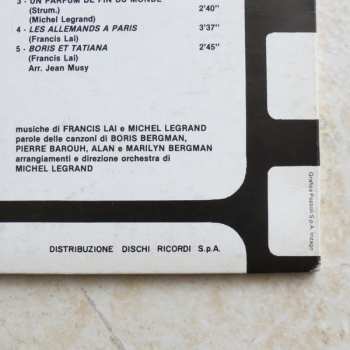 3 - UN PARFUM DE FIN DU MONDE
(Strum.) 2'40"
(Michel Legrand)
4 - LES ALLEMANDS A PARIS 3'37"
(Francis Lai)
5 - BORIS ET TATIANA 2'45"
(Francis Lai)
Arr. Jean Musy
musiche di FRANCIS LAI e MICHEL LEGRAND
parole delle canzoni di BORIS BERGMAN,
PIERRE BAROUH, ALAN e MARILYN BERGMAN
arrangiamenti e direzione orchestra di
MICHEL LEGRAND
DISTRIBUZIONE DISCHI RICORDI S.p.A.
S.p.A.